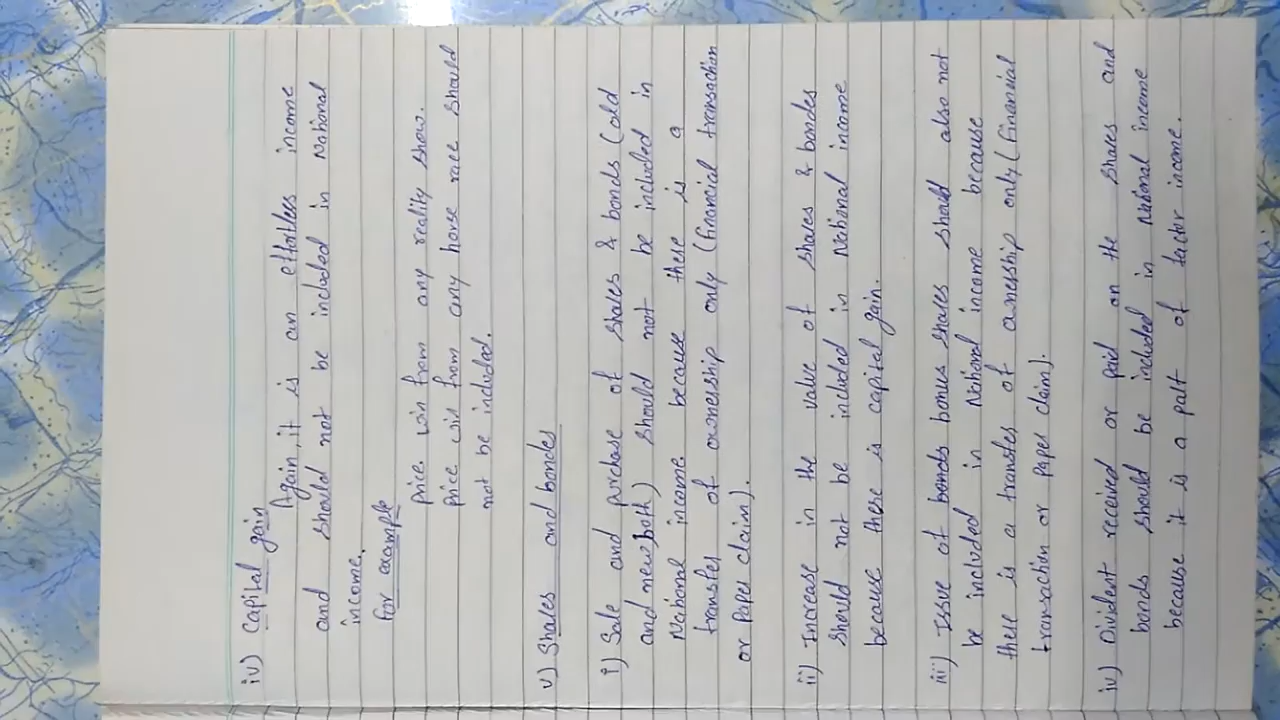 iv) Capital gain
Again, it is an effortless income
and should not be included in National
income.
for example
price win from any reality show.
price win from any horse race should
not be included.
v) Shares and bondes
i) Sale and purchase of shares & bonds (old
and new both) should not be included in
National income because there is a
transfer of ownership only (financial transaction
or paper claim).
ii) Increase in the value of shares & bondes
should not be included in National income
because there is capital gain.
iii) Issue of bonds bonus shares should also not
be included in National income because
there is a transfer of ownership only (financial
transaction or paper claim).
iv) Divident received or paid on the shares and
bonds should be included in National income
because it is a part of factor income.